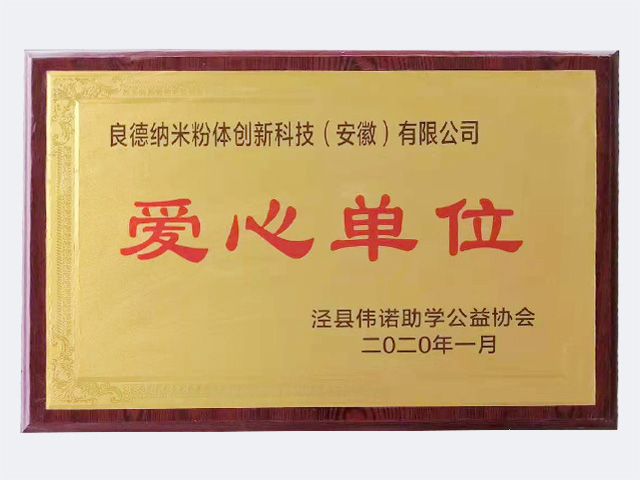 良德纳米粉体创新科技（安徽）有限公司
爱心单位
泾县伟诺助学公益协会
二〇二〇年一月